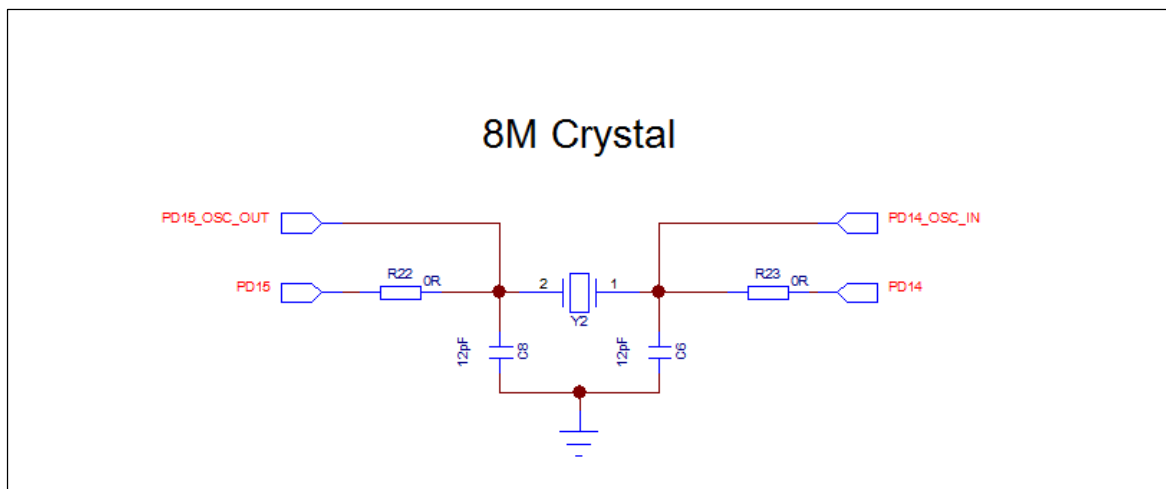 8M Crystal
PD15_OSC_OUT
PD14_OSC_IN
R22
0R
2
1
R23
0R
PD15
PD14
Y2
12pF
C8
12pF
C6